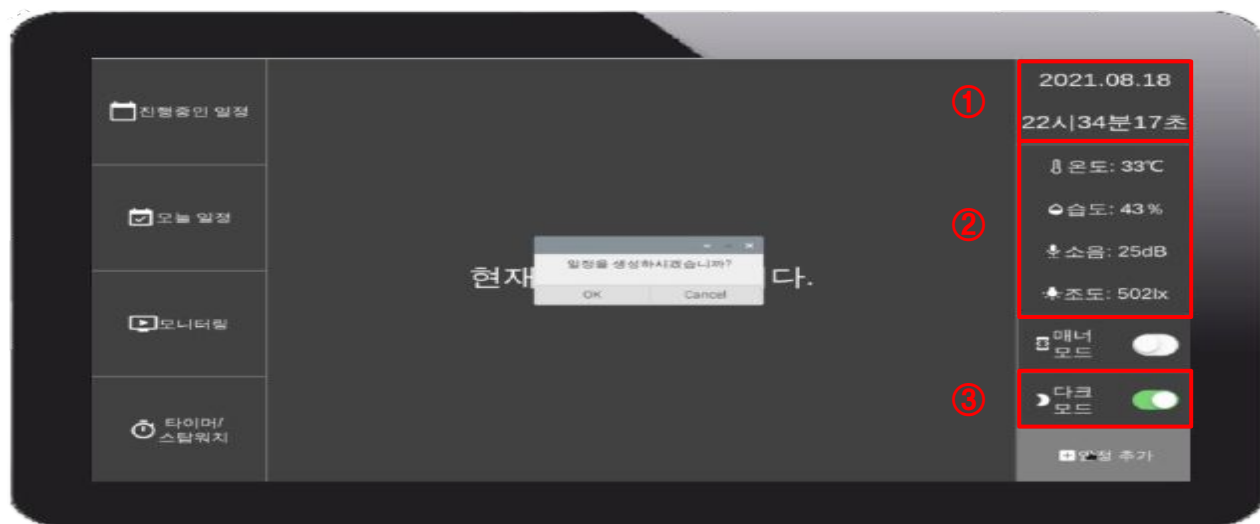 진행중인 일정
오늘 일정
모니터링
타이머/
스탑워치
현재
다.
일정을 생성하시겠습니까?
OK
Cancel
①
2021.08.18
22시34분17초
②
온도: 33℃
습도: 43 %
소음: 25dB
조도: 502lx
매너
모드
③
다크
모드
추가